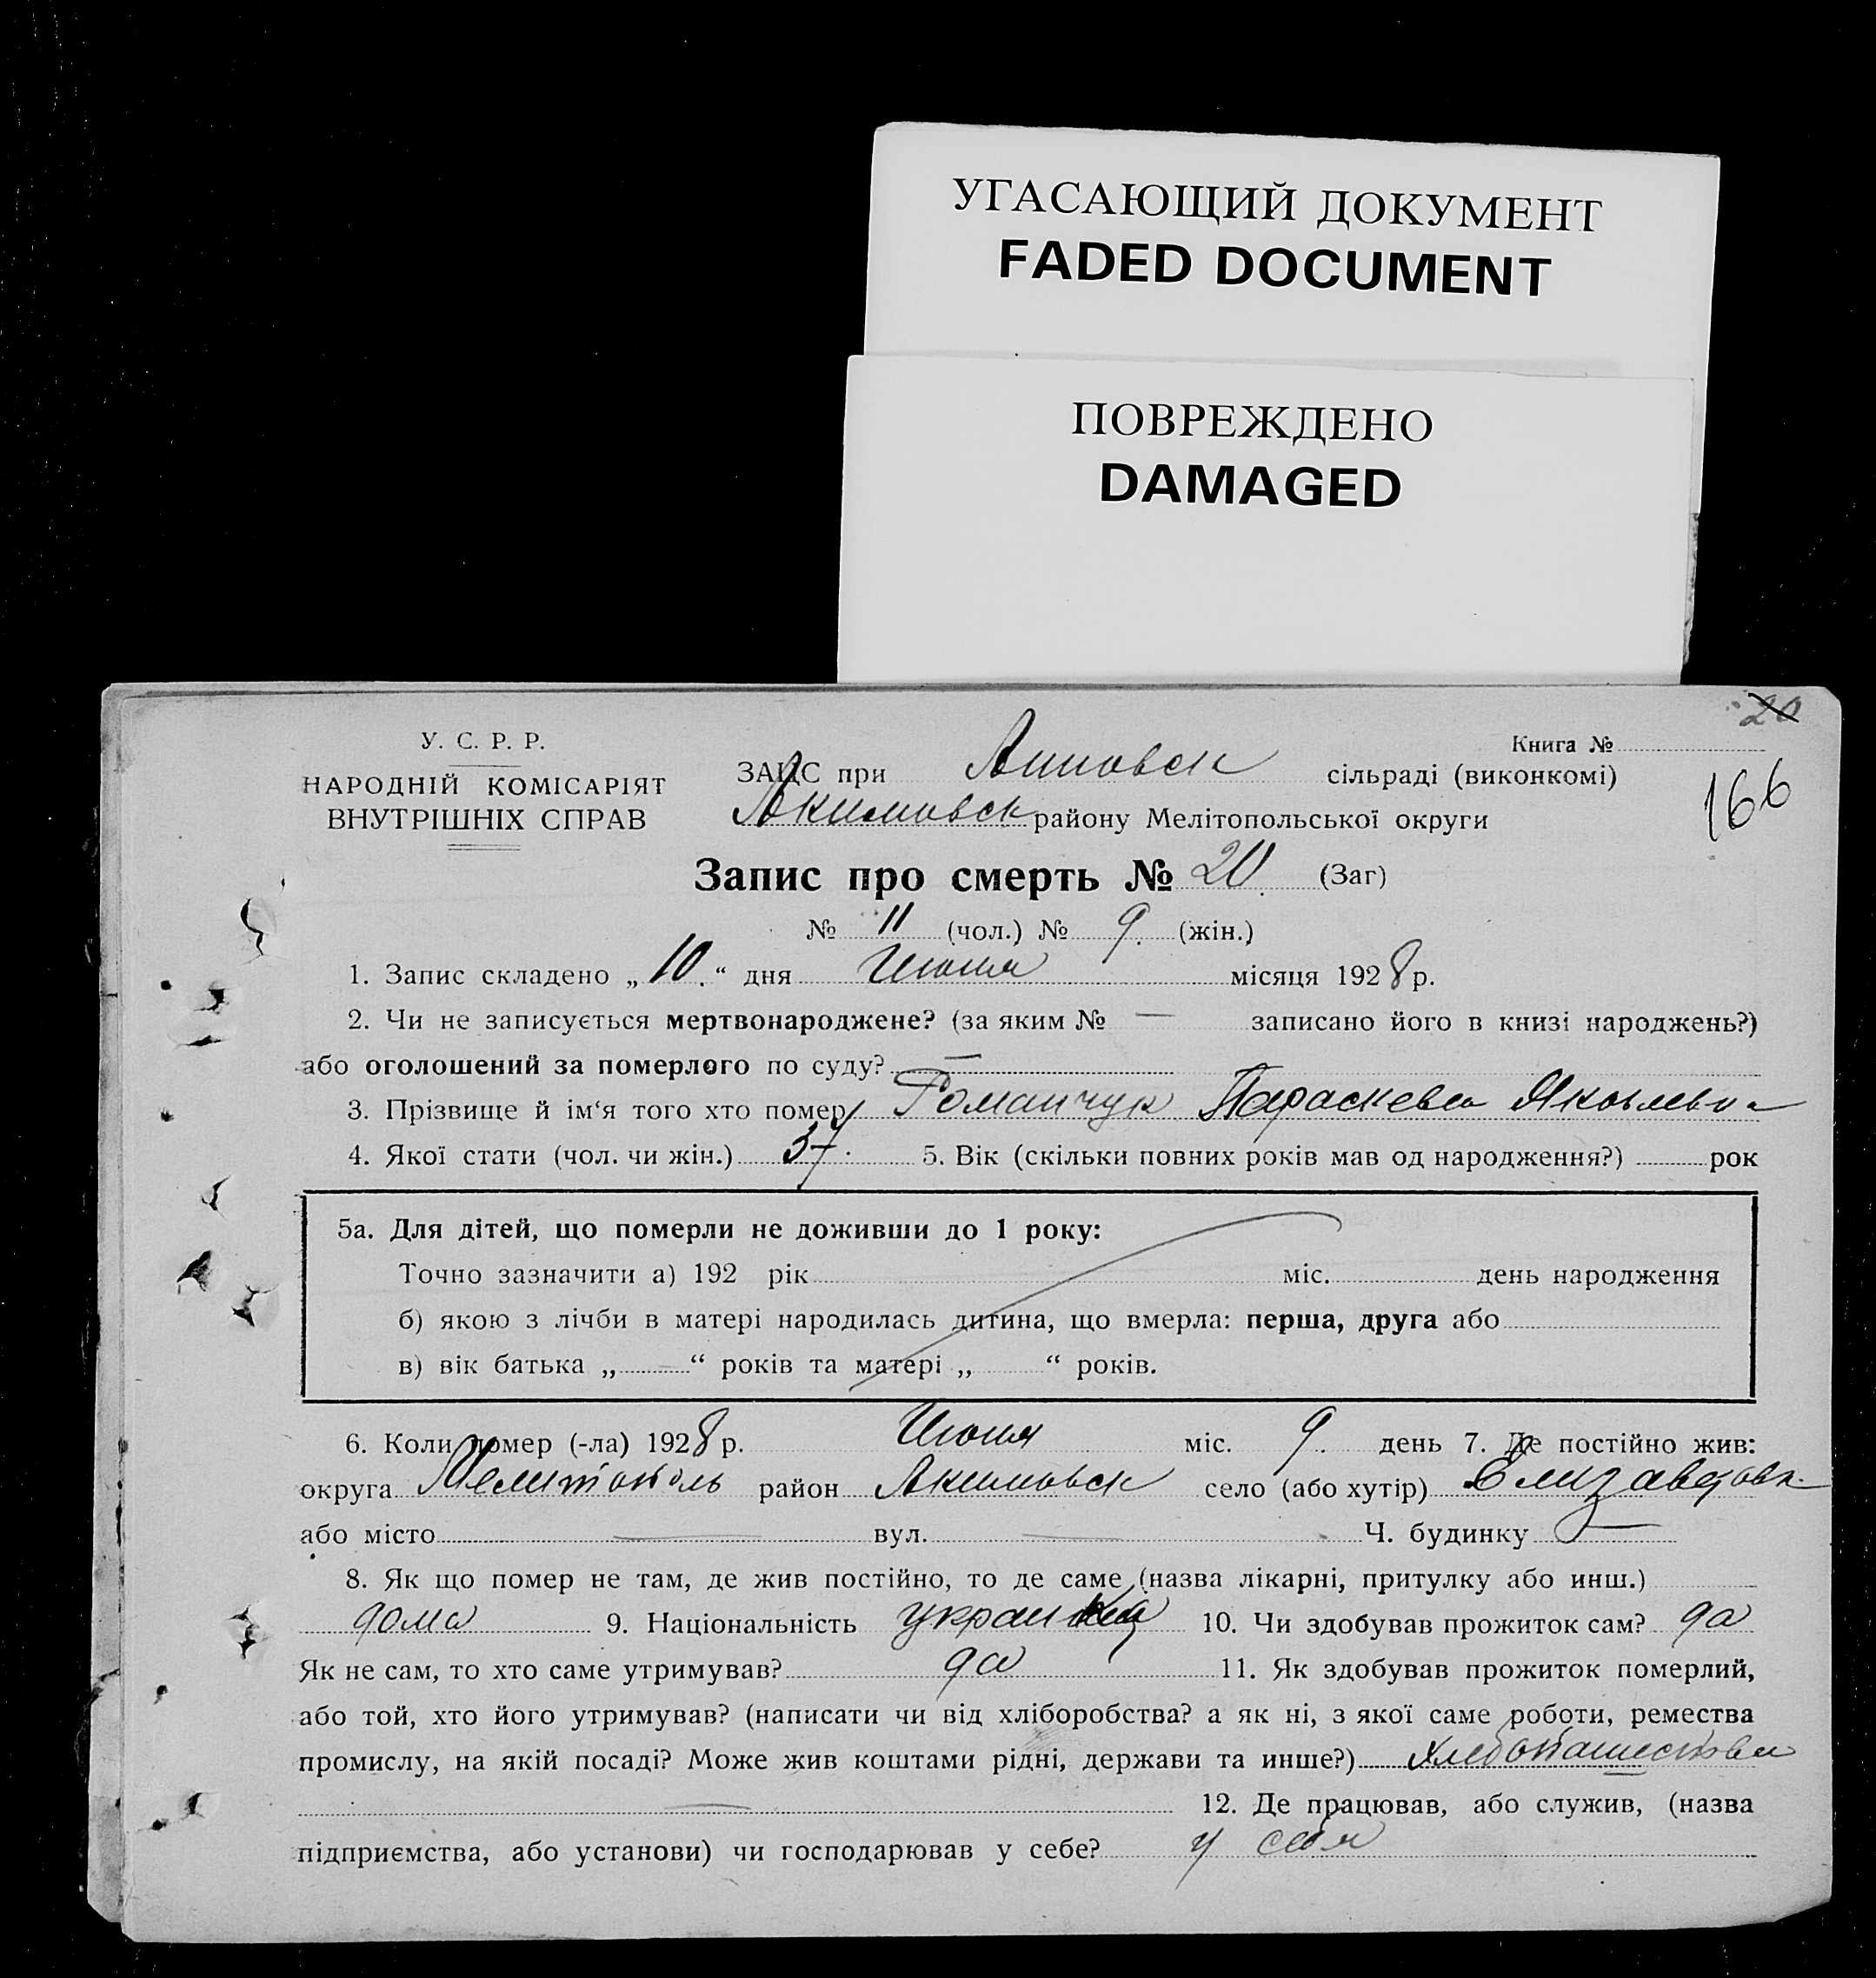 УГАСАЮЩИЙ ДОКУМЕНТ
FADED DOCUMENT
ПОВРЕЖДЕНО
DAMAGED
20
У. С. Р. Р.
НАРОДНІЙ КОМІСАРІЯТ
ВНУТРІШНІХ СПРАВ
Книга №
166
ЗАГС при Анновск сільраді (виконкомі)
Акимовск району Мелітопольської округи
Запис про смерть № 20 (Заг)
№ 11 (чол.) № 9. (жін.)
1. Запис складено „10.“ дня Июня місяця 1928 р.
2. Чи не записується мертвонароджене? (за яким № — записано його в книзі народжень?)
або оголошений за померлого по суду? —
3. Прізвище й ім‘я того хто помер Романчук Параскева Яковлевна
4. Якої стати (чол. чи жін.) 5. Вік (скільки повних років мав од народження?) рок
5а. Для дітей, що померли не доживши до 1 року:
Точно зазначити а) 192 рік міс. день народження
б) якою з лічби в матері народилась дитина, що вмерла: перша, друга або
в) вік батька „ “ років та матері „ “ років.
6. Коли помер (-ла) 1928 р. Июня міс. 9 день 7. Де постійно жив:
округа Мелитополь район Акимовск село (або хутір) Елизаветовк
або місто — вул. — Ч. будинку —
8. Як що помер не там, де жив постійно, то де саме (назва лікарні, притулку або инш.)
дома 9. Національність 10. Чи здобував прожиток сам? да
Як не сам, то хто саме утримував? да 11. Як здобував прожиток померлий,
або той, хто його утримував? (написати чи від хліборобства? а як ні, з якої саме роботи, ремества
промислу, на якій посаді? Може жив коштами рідні, держави та инше?) Хлебопашество
— 12. Де працював, або служив, (назва
підприємства, або установи) чи господарював у себе? у себя